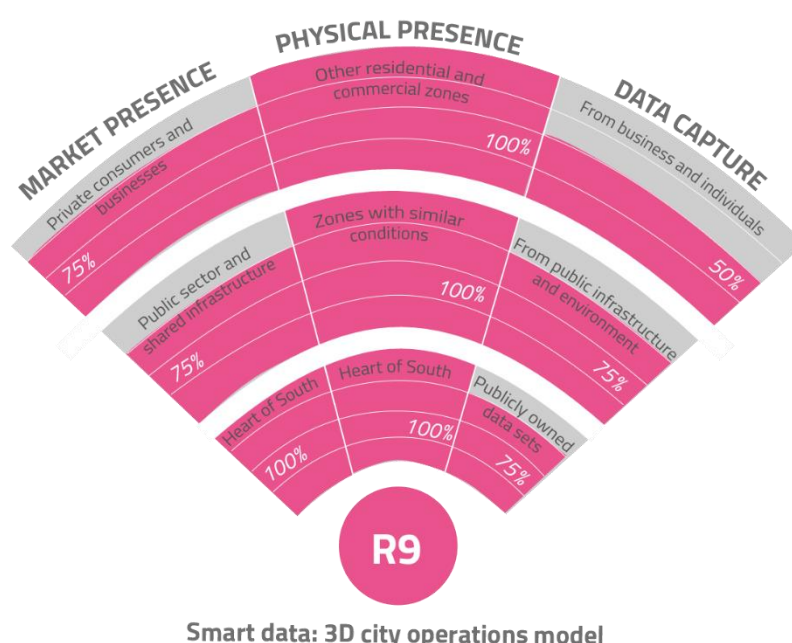 MARKET PRESENCE
PHYSICAL PRESENCE
DATA CAPTURE
Private consumers and
businesses
75%
Other residential and
commercial zones
100%
From business and individuals
50%
Public sector and
shared infrastructure
75%
Zones with similar
conditions
100%
From public infrastructure
and environment
75%
Heart of South
100%
Heart of South
100%
Publicly owned
data sets
75%
R9
Smart data: 3D city operations model